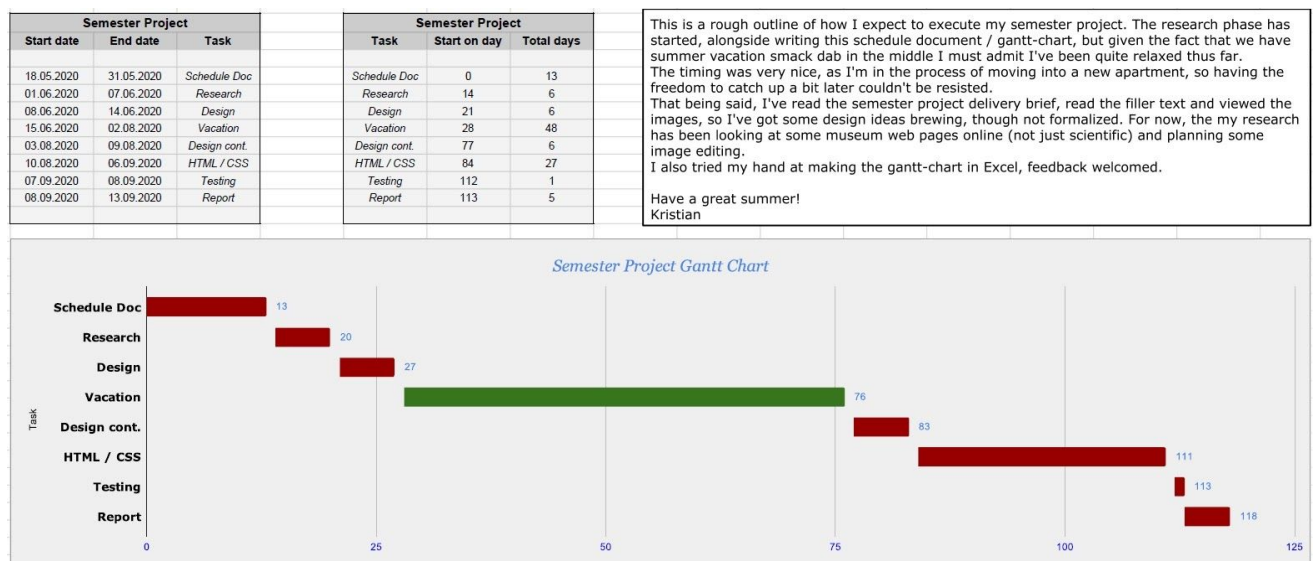 Semester Project
Start date End date Task
18.05.2020 31.05.2020 Schedule Doc
01.06.2020 07.06.2020 Research
08.06.2020 14.06.2020 Design
15.06.2020 02.08.2020 Vacation
03.08.2020 09.08.2020 Design cont.
10.08.2020 06.09.2020 HTML / CSS
07.09.2020 08.09.2020 Testing
08.09.2020 13.09.2020 Report
Semester Project
Task Start on day Total days
Schedule Doc 0 13
Research 14 6
Design 21 6
Vacation 28 48
Design cont. 77 6
HTML / CSS 84 27
Testing 112 1
Report 113 5
This is a rough outline of how I expect to execute my semester project. The research phase has
started, alongside writing this schedule document / gantt-chart, but given the fact that we have
summer vacation smack dab in the middle I must admit I've been quite relaxed thus far.
The timing was very nice, as I'm in the process of moving into a new apartment, so having the
freedom to catch up a bit later couldn't be resisted.
That being said, I've read the semester project delivery brief, read the filler text and viewed the
images, so I've got some design ideas brewing, though not formalized. For now, the my research
has been looking at some museum web pages online (not just scientific) and planning some
image editing.
I also tried my hand at making the gantt-chart in Excel, feedback welcomed.
Have a great summer!
Kristian
Semester Project Gantt Chart
Task
Schedule Doc 13
Research 20
Design 27
Vacation 76
Design cont. 83
HTML / CSS 111
Testing 113
Report 118
0 25 50 75 100 125